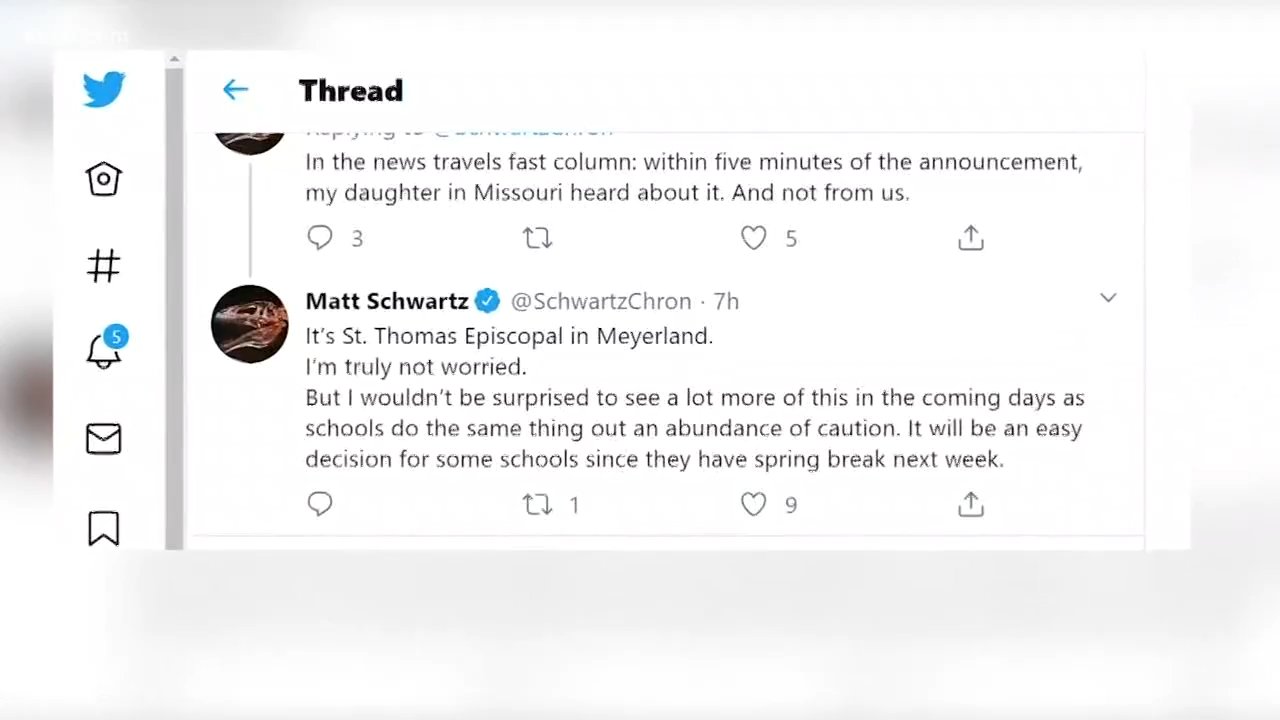 Thread
Replying to @SchwartzChron
In the news travels fast column: within five minutes of the announcement,
my daughter in Missouri heard about it. And not from us.
3
5
Matt Schwartz @SchwartzChron · 7h
It's St. Thomas Episcopal in Meyerland.
I'm truly not worried.
But I wouldn't be surprised to see a lot more of this in the coming days as
schools do the same thing out an abundance of caution. It will be an easy
decision for some schools since they have spring break next week.
1
9
5